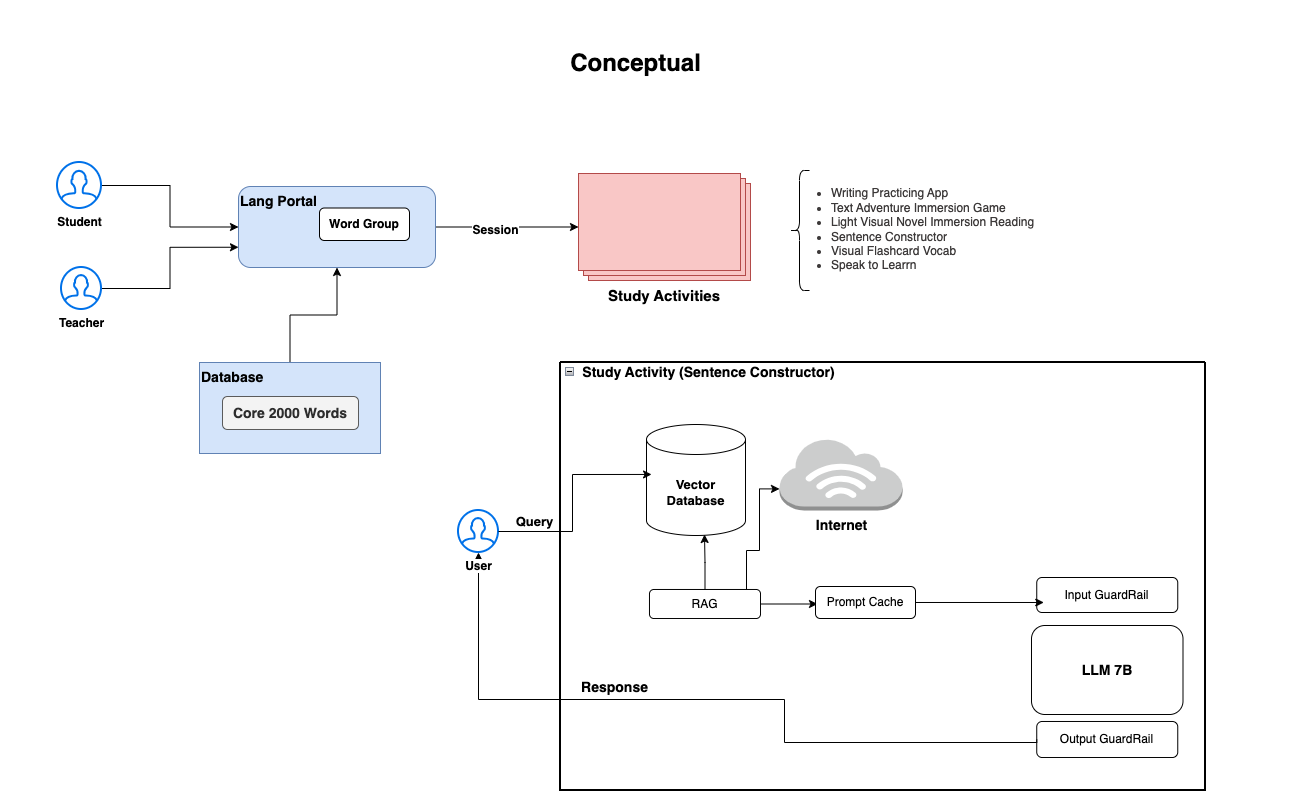 Conceptual
Student
Teacher
Lang Portal
Word Group
Session
Study Activities
Writing Practicing App
Text Adventure Immersion Game
Light Visual Novel Immersion Reading
Sentence Constructor
Visual Flashcard Vocab
Speak to Learrn
Database
Core 2000 Words
Study Activity (Sentence Constructor)
Vector
Database
Internet
Query
User
RAG
Prompt Cache
Input GuardRail
LLM 7B
Response
Output GuardRail